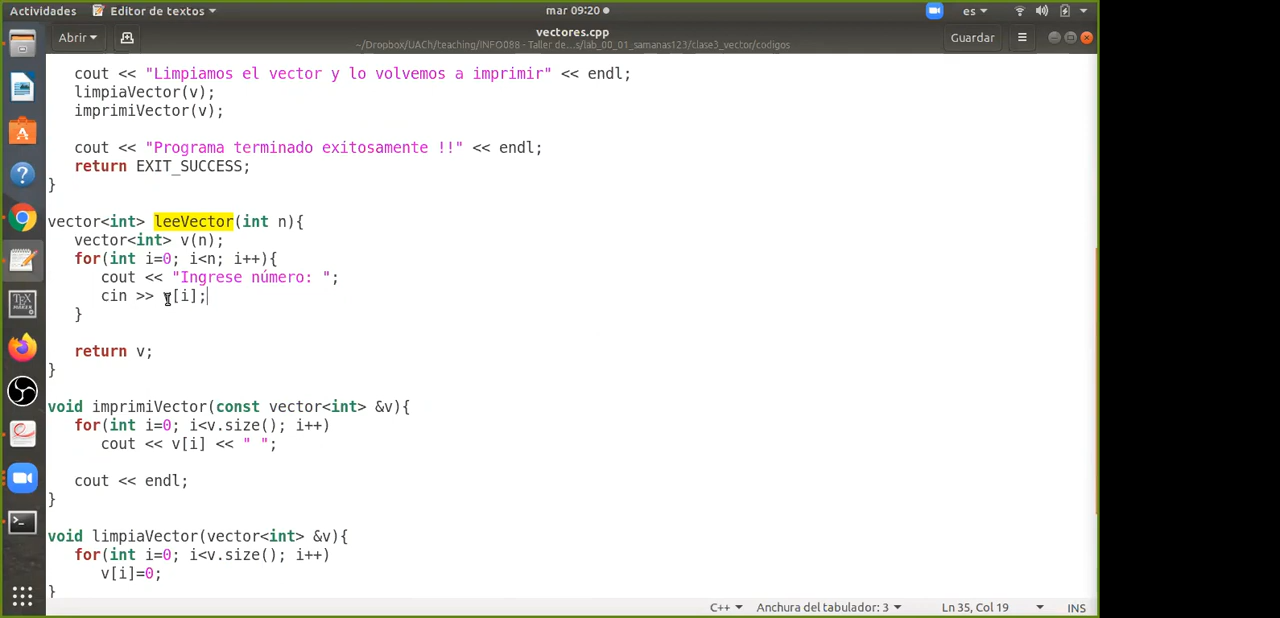 Actividades Editor de textos mar 09:20 es
Abrir vectores.cpp Guardar
~/Dropbox/UACh/teaching/INFO088 - Taller de...s/lab_00_01_samanas123/clase3_vector/codigos
cout << "Limpiamos el vector y lo volvemos a imprimir" << endl;
limpiaVector(v);
imprimiVector(v);
cout << "Programa terminado exitosamente !!" << endl;
return EXIT_SUCCESS;
}
vector<int> leeVector(int n){
vector<int> v(n);
for(int i=0; i<n; i++){
cout << "Ingrese número: ";
cin >> v[i];
}
return v;
}
void imprimiVector(const vector<int> &v){
for(int i=0; i<v.size(); i++)
cout << v[i] << " ";
cout << endl;
}
void limpiaVector(vector<int> &v){
for(int i=0; i<v.size(); i++)
v[i]=0;
}
C++ Anchura del tabulador: 3 Ln 35, Col 19 INS